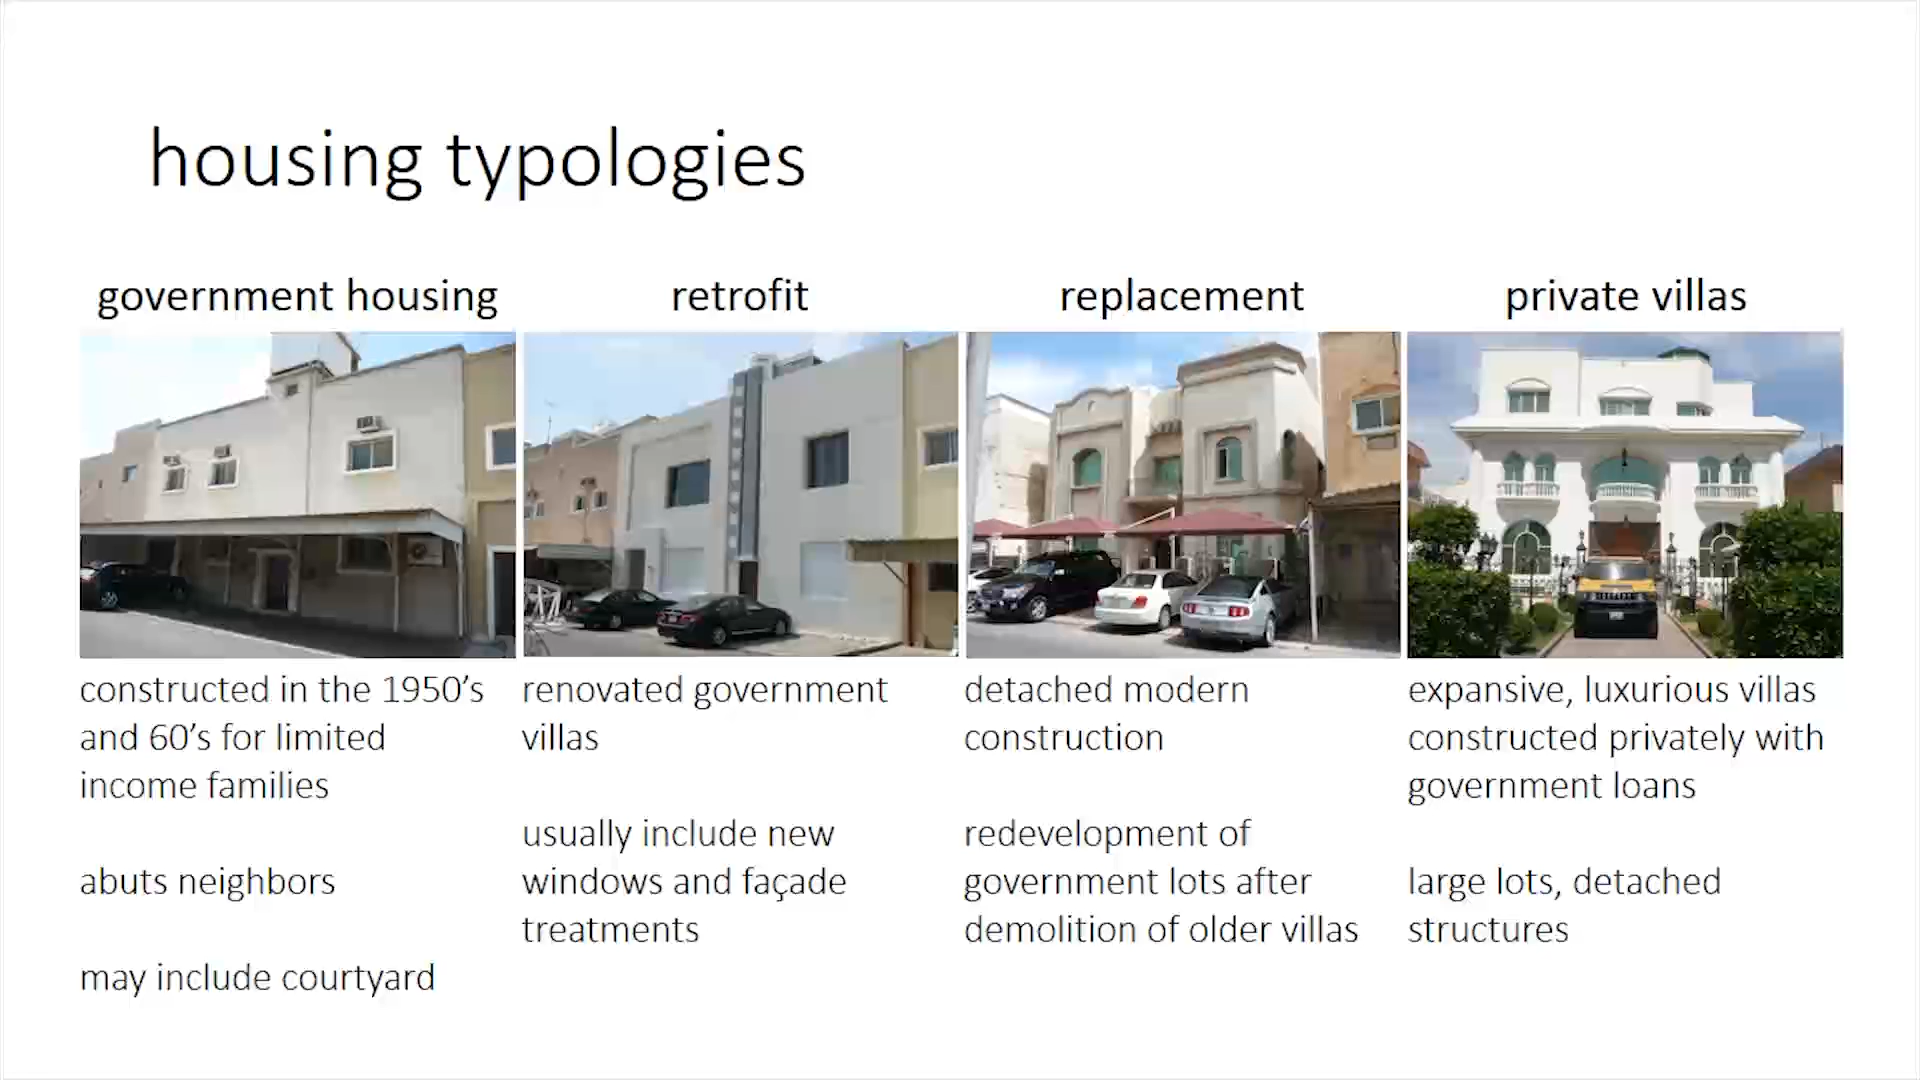 housing typologies
government housing
constructed in the 1950's
and 60's for limited
income families
abuts neighbors
may include courtyard
retrofit
renovated government
villas
usually include new
windows and façade
treatments
replacement
detached modern
construction
redevelopment of
government lots after
demolition of older villas
private villas
expansive, luxurious villas
constructed privately with
government loans
large lots, detached
structures